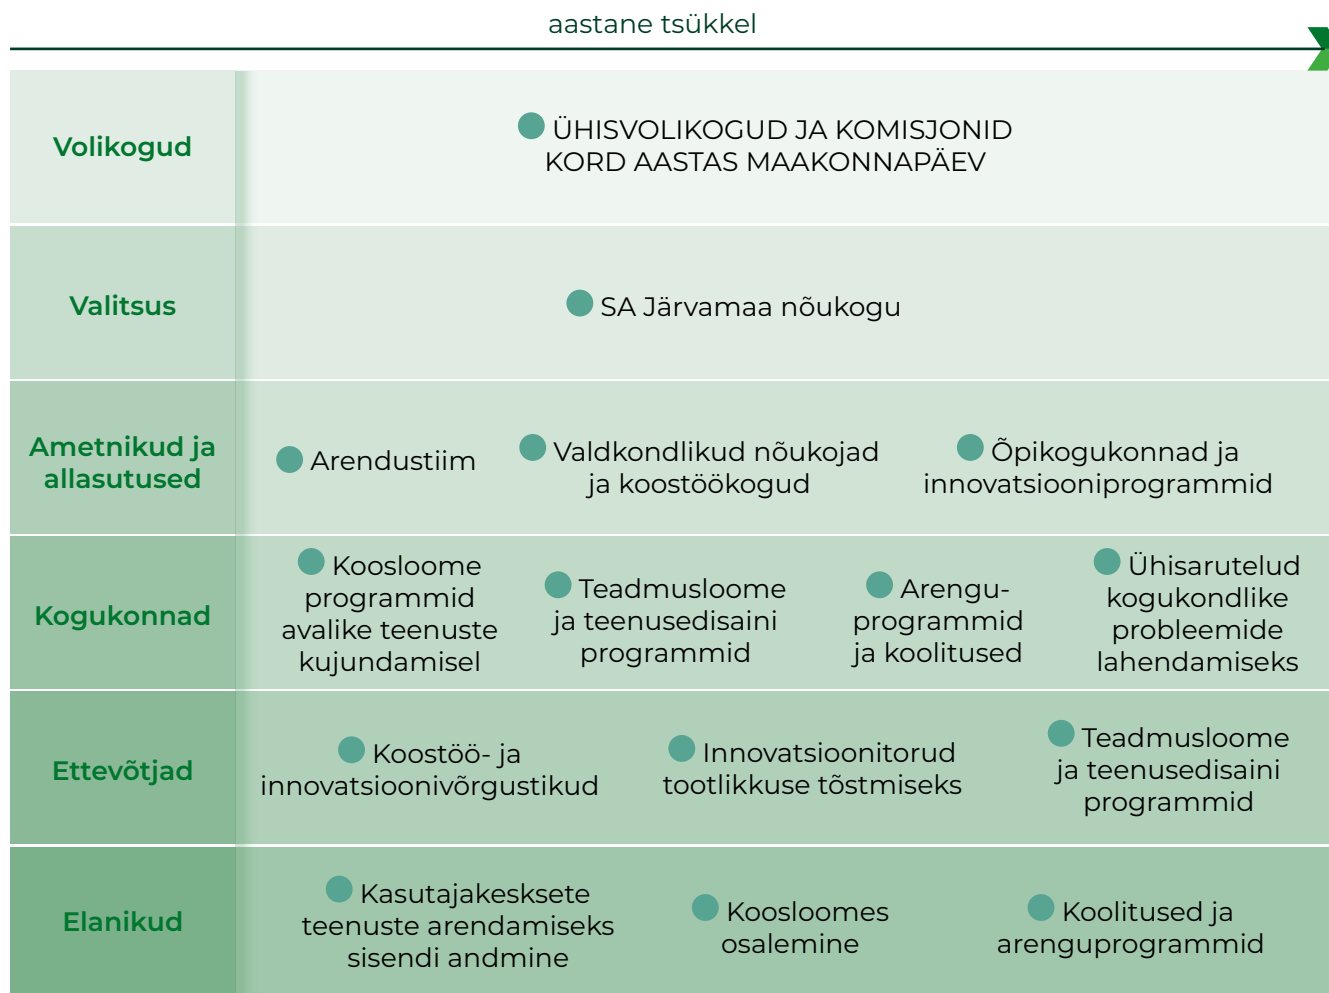 aastane tsükkel
Volikogud
ÜHISVOLIKOGUD JA KOMISJONID
KORD AASTAS MAAKONNAPÄEV
Valitsus
SA Järvamaa nõukogu
Ametnikud ja
allasutused
Arendustiim
Valdkondlikud nõukojad
ja koostöökogud
Õpikogukonnad ja
innovatsiooniprogrammid
Kogukonnad
Koosloome
programmid
avalike teenuste
kujundamisel
Teadmusloome
ja teenusedisaini
programmid
Arengu-
programmid
ja koolitused
Ühisarutelud
kogukondlike
probleemide
lahendamiseks
Ettevõtjad
Koostöö- ja
innovatsioonivõrgustikud
Innovatsioonitorud
tootlikkuse tõstmiseks
Teadmusloome
ja teenusedisaini
programmid
Elanikud
Kasutajakesksete
teenuste arendamiseks
sisendi andmine
Koosloomes
osalemine
Koolitused ja
arenguprogrammid